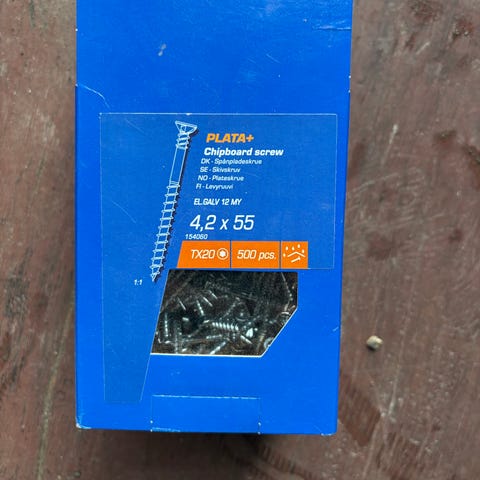 PLATA+
Chipboard screw
DK - Spånpladeskrue
SE - Skivskruv
NO - Plateskrue
FI - Levyruuvi
EL.GALV 12 MY
4,2 x 55
154060
TX20 500 pcs.
1:1